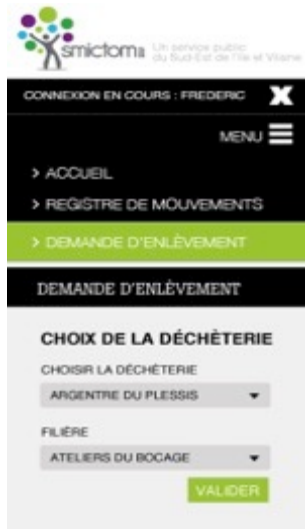 smictom
Un service public
du Sud-Est de l'Ille et Vilaine
CONNEXION EN COURS : FREDERIC X
MENU
> ACCUEIL
> REGISTRE DE MOUVEMENTS
> DEMANDE D'ENLÈVEMENT
DEMANDE D'ENLÈVEMENT
CHOIX DE LA DÉCHÈTERIE
CHOISIR LA DÉCHÈTERIE
ARGENTRE DU PLESSIS
FILIÈRE
ATELIERS DU BOCAGE
VALIDER